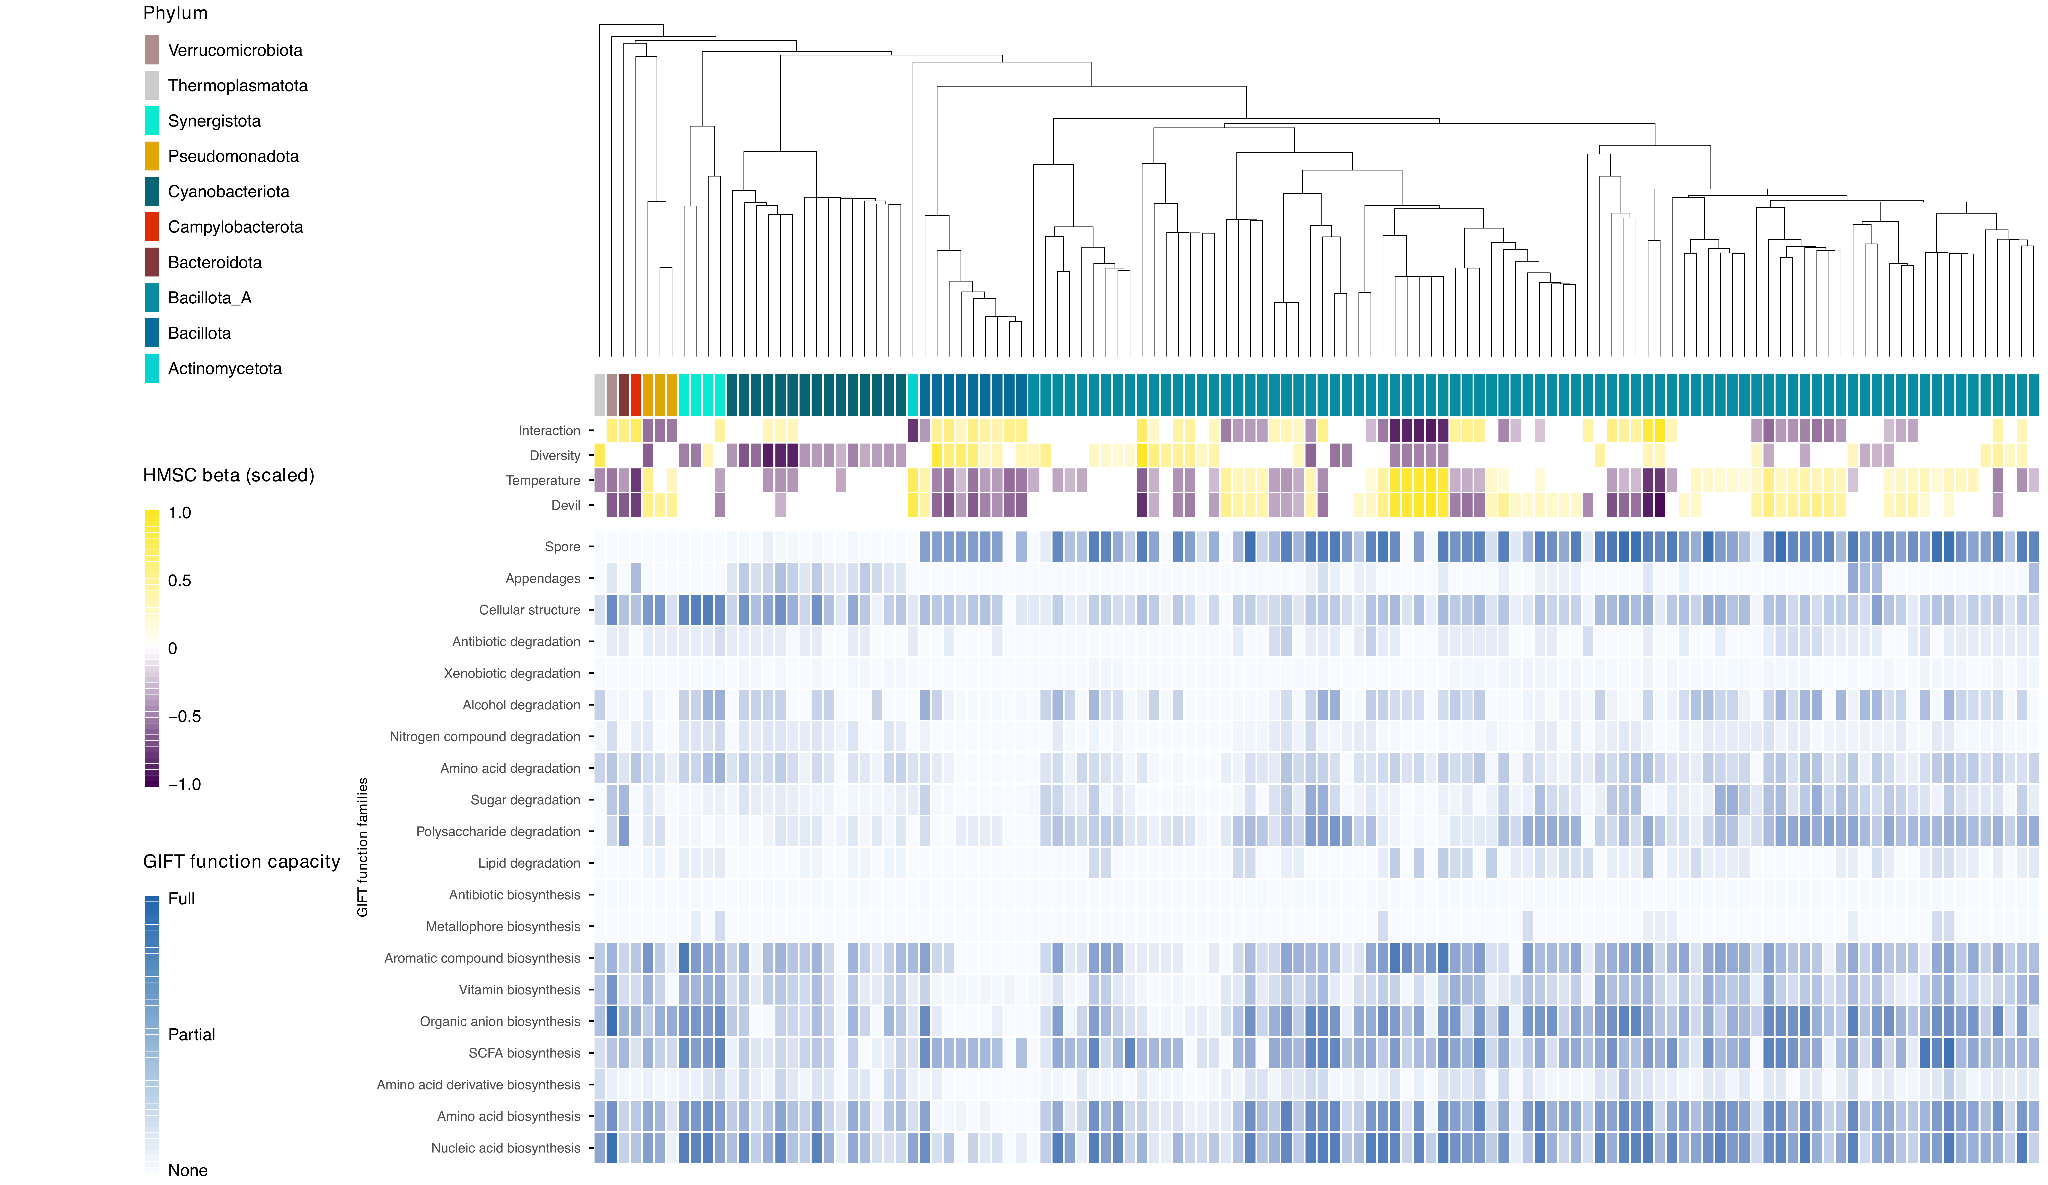 Phylum
Verrucomicrobiota
Thermoplasmatota
Synergistota
Pseudomonadota
Cyanobacteriota
Campylobacterota
Bacteroidota
Bacillota_A
Bacillota
Actinomycetota
HMSC beta (scaled)
1.0
0.5
0
−0.5
−1.0
GIFT function capacity
Full
Partial
None
GIFT function families
Interaction
Diversity
Temperature
Devil
Spore
Appendages
Cellular structure
Antibiotic degradation
Xenobiotic degradation
Alcohol degradation
Nitrogen compound degradation
Amino acid degradation
Sugar degradation
Polysaccharide degradation
Lipid degradation
Antibiotic biosynthesis
Metallophore biosynthesis
Aromatic compound biosynthesis
Vitamin biosynthesis
Organic anion biosynthesis
SCFA biosynthesis
Amino acid derivative biosynthesis
Amino acid biosynthesis
Nucleic acid biosynthesis